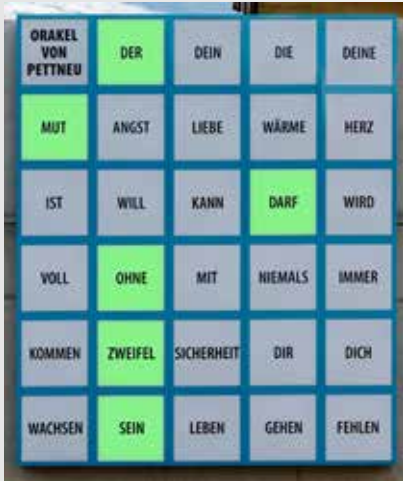 ORAKEL
VON
PETTNEU
DER DEIN DIE DEINE
MUT ANGST LIEBE WÄRME HERZ
IST WILL KANN DARF WIRD
VOLL OHNE MIT NIEMALS IMMER
KOMMEN ZWEIFEL SICHERHEIT DIR DICH
WACHSEN SEIN LEBEN GEHEN FEHLEN